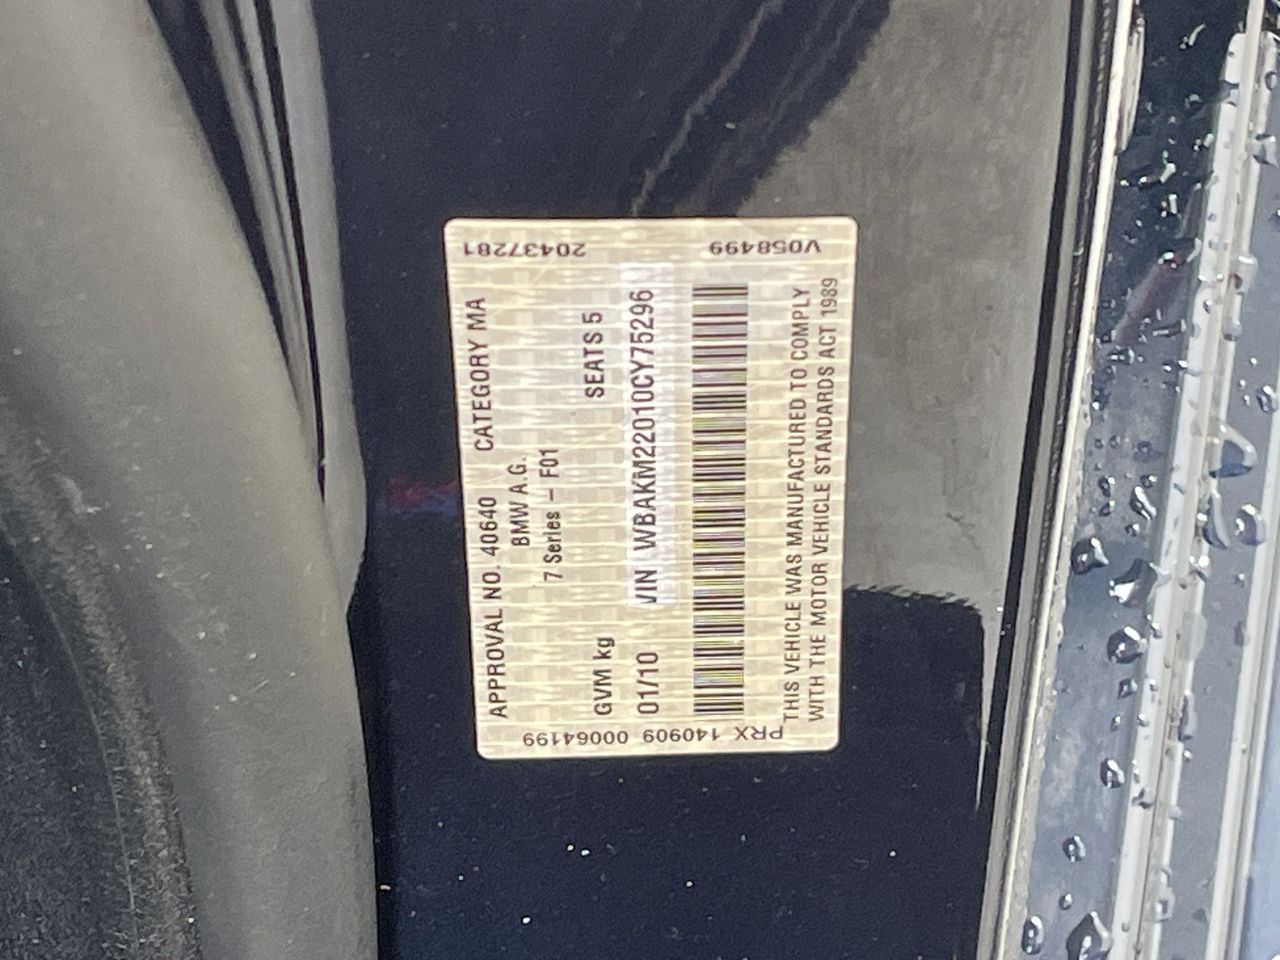 APPROVAL NO. 40640 CATEGORY MA
BMW A.G.
7 Series - F01
GVM kg SEATS 5
01/10 VIN WBAKM22010CY75296
THIS VEHICLE WAS MANUFACTURED TO COMPLY
WITH THE MOTOR VEHICLE STANDARDS ACT 1989
20437281 V058499
PRX 140909 00064199